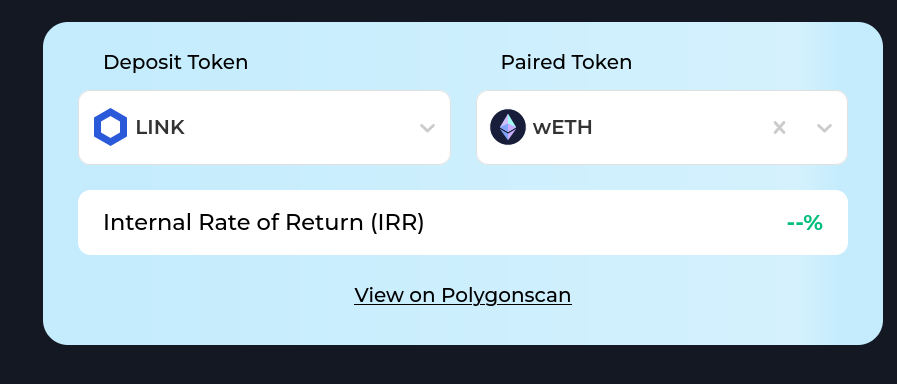 Deposit Token
Paired Token
LINK
wETH
Internal Rate of Return (IRR)
--%
View on Polygonscan